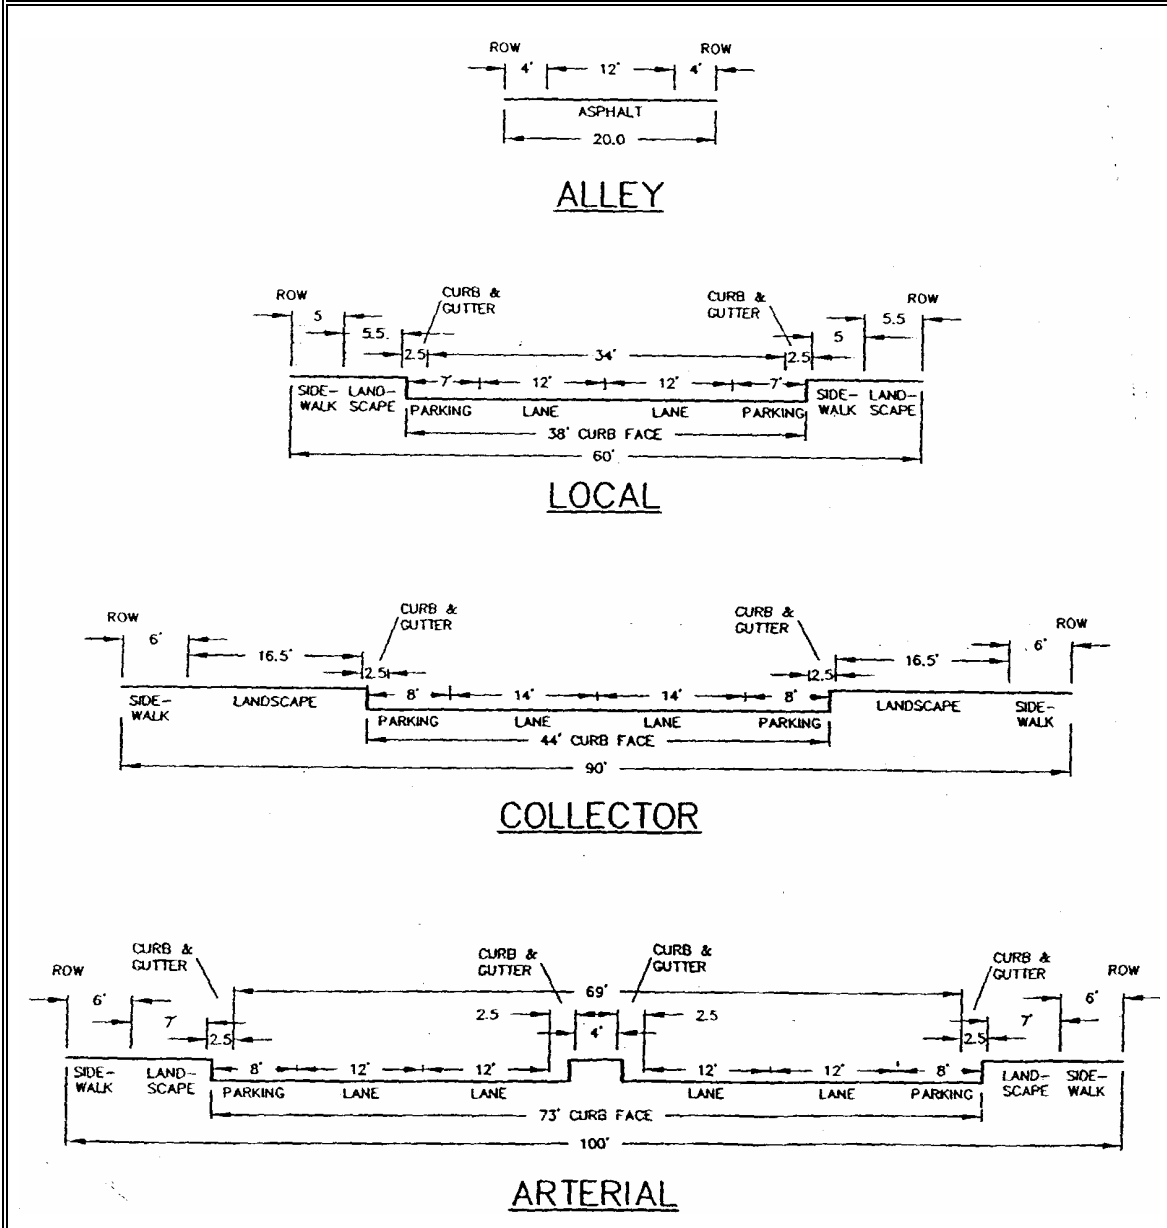 ROW ROW
4' 12' 4'
ASPHALT
20.0
ALLEY
CURB & GUTTER
CURB & GUTTER
ROW ROW
5 5.5
5.5 5
2.5 34' 2.5
7' 12' 12' 7'
SIDE-WALK LAND-SCAPE PARKING LANE LANE PARKING SIDE-WALK LAND-SCAPE
38' CURB FACE
60'
LOCAL
CURB & GUTTER
CURB & GUTTER
ROW ROW
6' 6'
16.5' 16.5'
2.5 2.5
8' 14' 14' 8'
SIDE-WALK LANDSCAPE PARKING LANE LANE PARKING LANDSCAPE SIDE-WALK
44' CURB FACE
90'
COLLECTOR
CURB & GUTTER
CURB & GUTTER
CURB & GUTTER
CURB & GUTTER
ROW ROW
6' 69' 6'
7' 2.5 2.5 7'
2.5 4' 2.5
8' 12' 12' 12' 12' 8'
SIDE-WALK LAND-SCAPE PARKING LANE LANE LANE LANE PARKING LAND-SCAPE SIDE-WALK
73' CURB FACE
100'
ARTERIAL